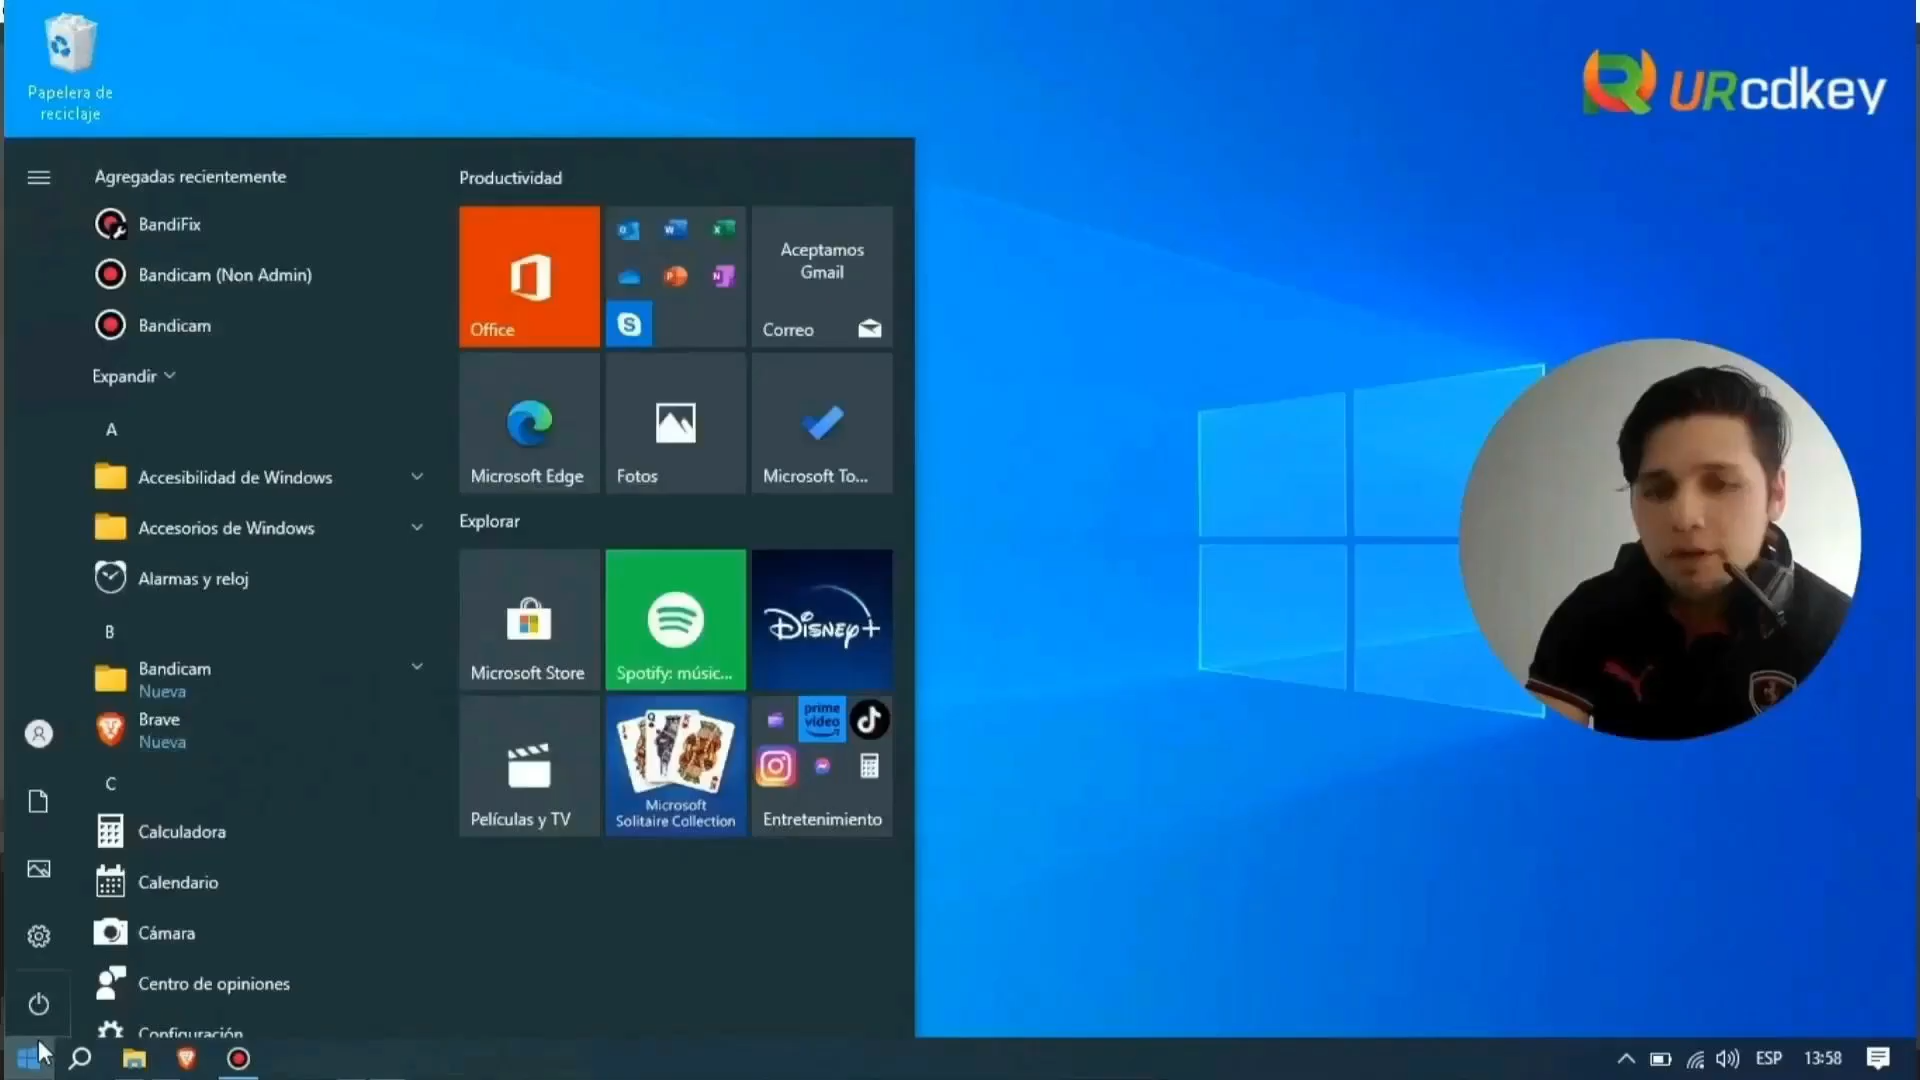 Papelera de
reciclaje
URcdkey
Agregadas recientemente
BandiFix
Bandicam (Non Admin)
Bandicam
Expandir
A
Accesibilidad de Windows
Accesorios de Windows
Alarmas y reloj
B
Bandicam
Nueva
Brave
Nueva
C
Calculadora
Calendario
Cámara
Centro de opiniones
Configuración
Productividad
Office
Aceptamos
Gmail
Correo
Microsoft Edge
Fotos
Microsoft To...
Explorar
Microsoft Store
Spotify: músic...
Disney+
Películas y TV
Microsoft
Solitaire Collection
prime
video
Entretenimiento
ESP
13:58